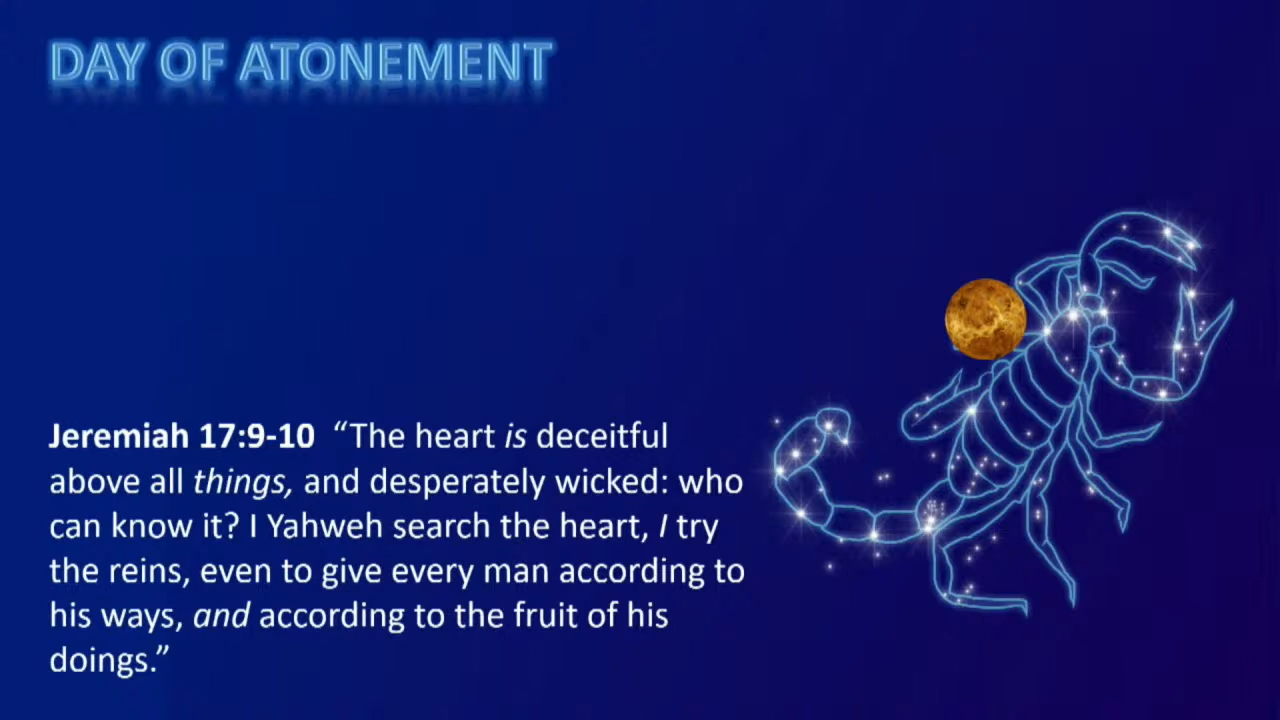 DAY OF ATONEMENT
Jeremiah 17:9-10 “The heart is deceitful
above all things, and desperately wicked: who
can know it? I Yahweh search the heart, I try
the reins, even to give every man according to
his ways, and according to the fruit of his
doings.”